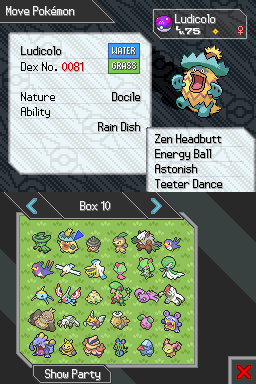 Move Pokémon
Ludicolo
Lv.75 ♀
Ludicolo WATER
Dex No. 0081 GRASS
Nature Docile
Ability
Rain Dish
Zen Headbutt
Energy Ball
Astonish
Teeter Dance
Box 10
Show Party